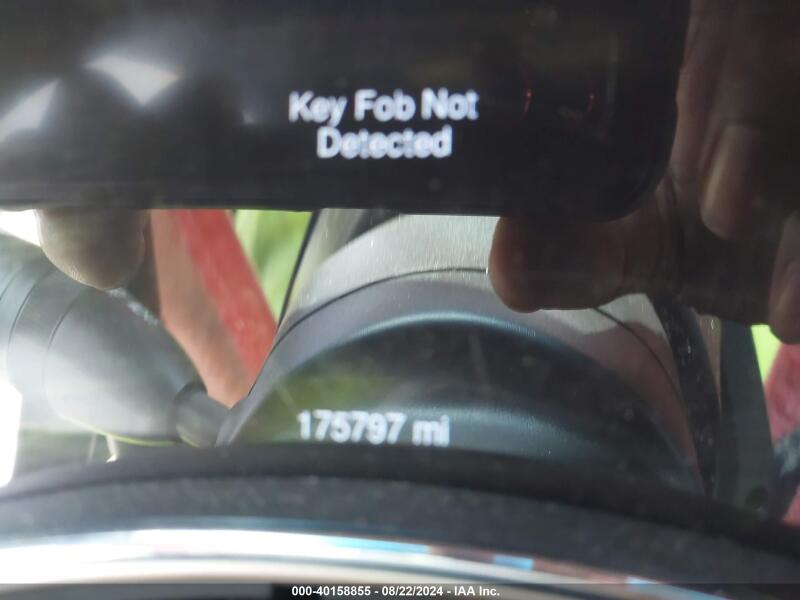 Key Fob Not
Detected
175797 mi
000-40158855 - 08/22/2024 - IAA Inc.